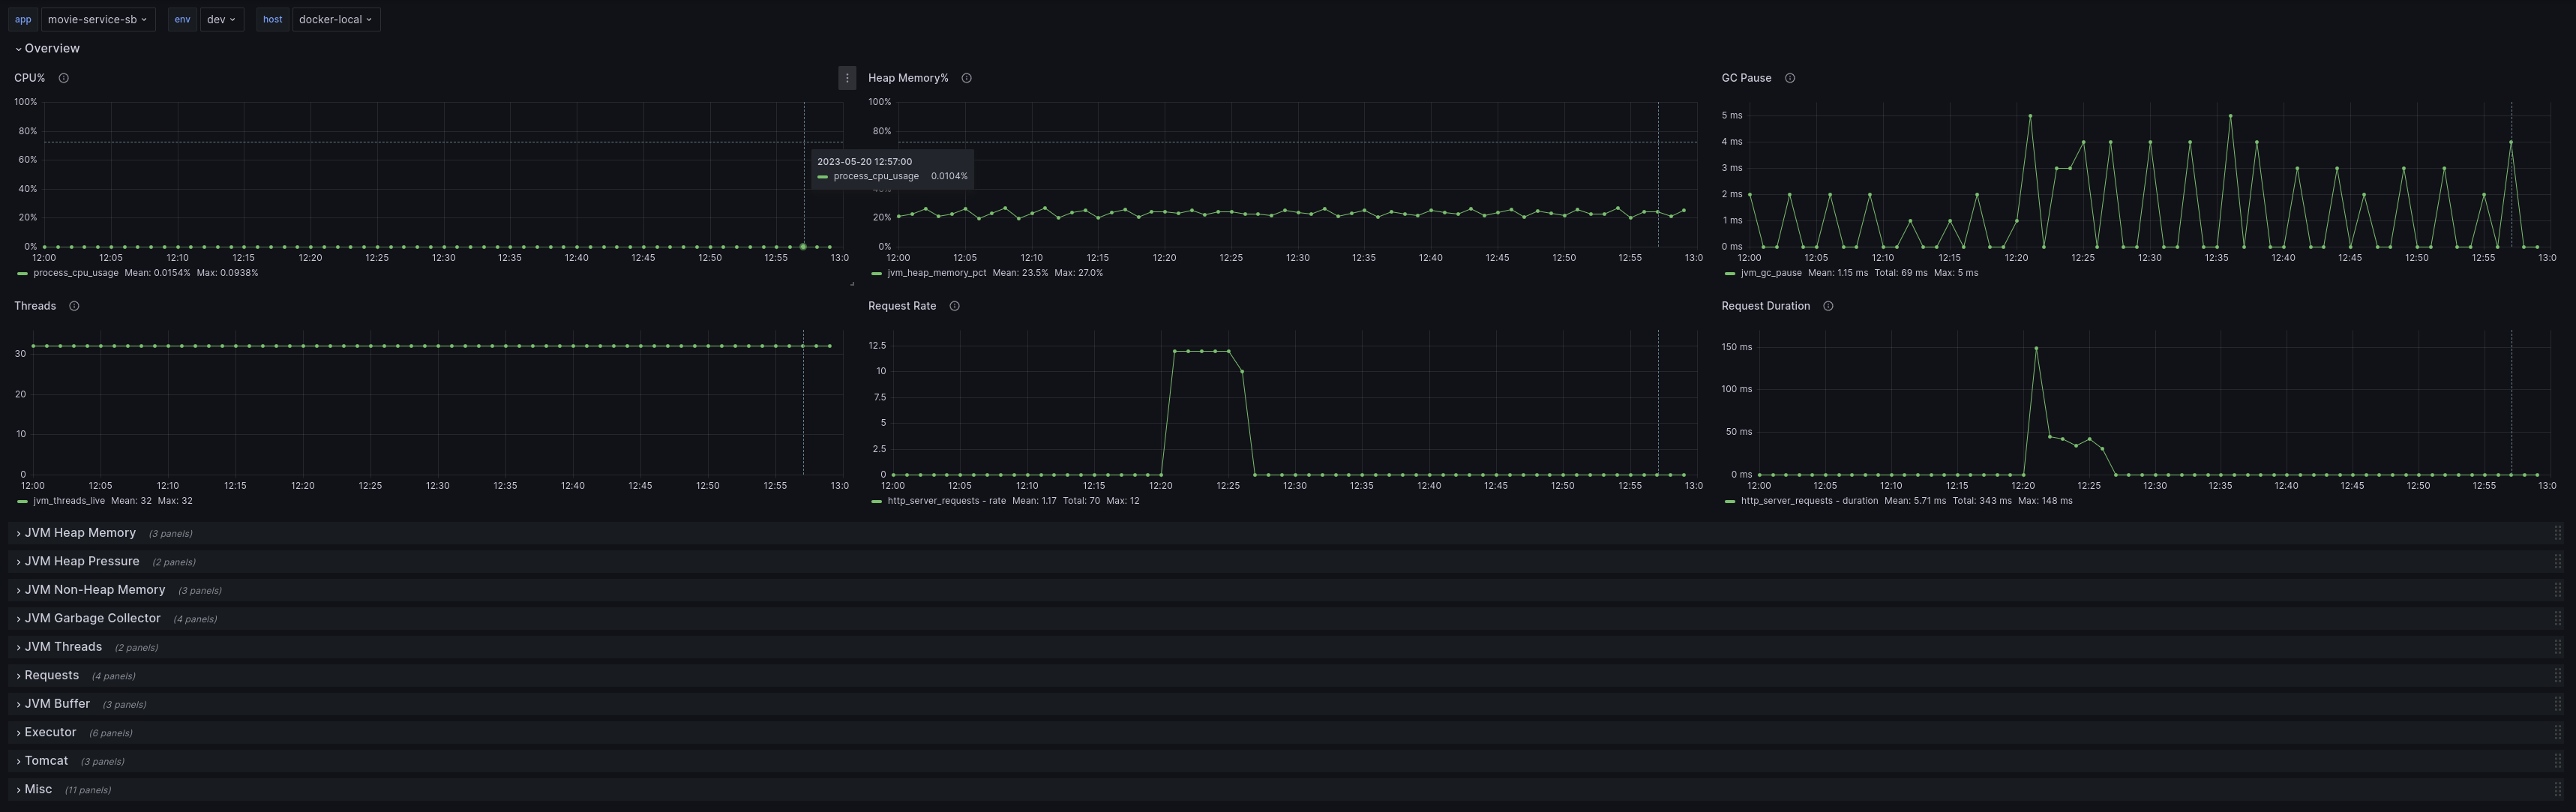 app movie-service-sb env dev host docker-local
Overview
CPU%
100%
80%
60%
40%
20%
0%
12:00 12:05 12:10 12:15 12:20 12:25 12:30 12:35 12:40 12:45 12:50 12:55 13:0
process_cpu_usage Mean: 0.0154% Max: 0.0938%
2023-05-20 12:57:00
process_cpu_usage 0.0104%
Heap Memory%
100%
80%
40%
20%
0%
12:00 12:05 12:10 12:15 12:20 12:25 12:30 12:35 12:40 12:45 12:50 12:55 13:0
jvm_heap_memory_pct Mean: 23.5% Max: 27.0%
GC Pause
5 ms
4 ms
3 ms
2 ms
1 ms
0 ms
12:00 12:05 12:10 12:15 12:20 12:25 12:30 12:35 12:40 12:45 12:50 12:55 13:0
jvm_gc_pause Mean: 1.15 ms Total: 69 ms Max: 5 ms
Threads
30
20
10
0
12:00 12:05 12:10 12:15 12:20 12:25 12:30 12:35 12:40 12:45 12:50 12:55 13:0
jvm_threads_live Mean: 32 Max: 32
Request Rate
12.5
10
7.5
5
2.5
0
12:00 12:05 12:10 12:15 12:20 12:25 12:30 12:35 12:40 12:45 12:50 12:55 13:0
http_server_requests - rate Mean: 1.17 Total: 70 Max: 12
Request Duration
150 ms
100 ms
50 ms
0 ms
12:00 12:05 12:10 12:15 12:20 12:25 12:30 12:35 12:40 12:45 12:50 12:55 13:0
http_server_requests - duration Mean: 5.71 ms Total: 343 ms Max: 148 ms
JVM Heap Memory (3 panels)
JVM Heap Pressure (2 panels)
JVM Non-Heap Memory (3 panels)
JVM Garbage Collector (4 panels)
JVM Threads (2 panels)
Requests (4 panels)
JVM Buffer (3 panels)
Executor (6 panels)
Tomcat (3 panels)
Misc (11 panels)